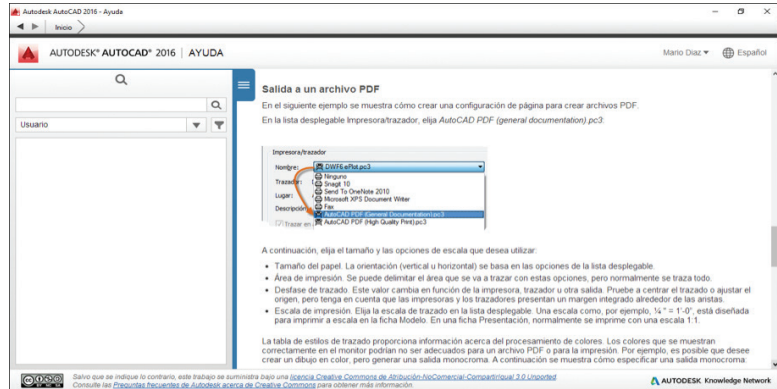 Autodesk AutoCAD 2016 - Ayuda
Inicio
AUTODESK® AUTOCAD® 2016 | AYUDA
Mario Diaz
Español
Usuario
Salida a un archivo PDF
En el siguiente ejemplo se muestra cómo crear una configuración de página para crear archivos PDF.
En la lista desplegable Impresora/trazador, elija AutoCAD PDF (general documentation).pc3:
Impresora/trazador
Nombre: DWF6 ePlot.pc3
Ninguno
Trazador: Snagit 10
Send To OneNote 2010
Lugar: Microsoft XPS Document Writer
Fax
Descripción AutoCAD PDF (General Documentation).pc3
Trazar en AutoCAD PDF (High Quality Print).pc3
A continuación, elija el tamaño y las opciones de escala que desea utilizar:
• Tamaño del papel. La orientación (vertical u horizontal) se basa en las opciones de la lista desplegable.
• Área de impresión. Se puede delimitar el área que se va a trazar con estas opciones, pero normalmente se traza todo.
• Desfase de trazado. Este valor cambia en función de la impresora, trazador u otra salida. Pruebe a centrar el trazado o ajustar el
origen, pero tenga en cuenta que las impresoras y los trazadores presentan un margen integrado alrededor de las aristas.
• Escala de impresión. Elija la escala de trazado en la lista desplegable. Una escala como, por ejemplo, ¼ " = 1'-0", está diseñada
para imprimir a escala en la ficha Modelo. En una ficha Presentación, normalmente se imprime con una escala 1:1.
La tabla de estilos de trazado proporciona información acerca del procesamiento de colores. Los colores que se muestran
correctamente en el monitor podrían no ser adecuados para un archivo PDF o para la impresión. Por ejemplo, es posible que desee
crear un dibujo en color, pero generar una salida monocroma. A continuación se muestra cómo especificar una salida monocroma:
Salvo que se indique lo contrario, este trabajo se suministra bajo una licencia Creative Commons de Atribución-NoComercial-CompartirIgual 3.0 Unported
Consulte las Preguntas frecuentes de Autodesk acerca de Creative Commons para obtener más información.
AUTODESK Knowledge Network